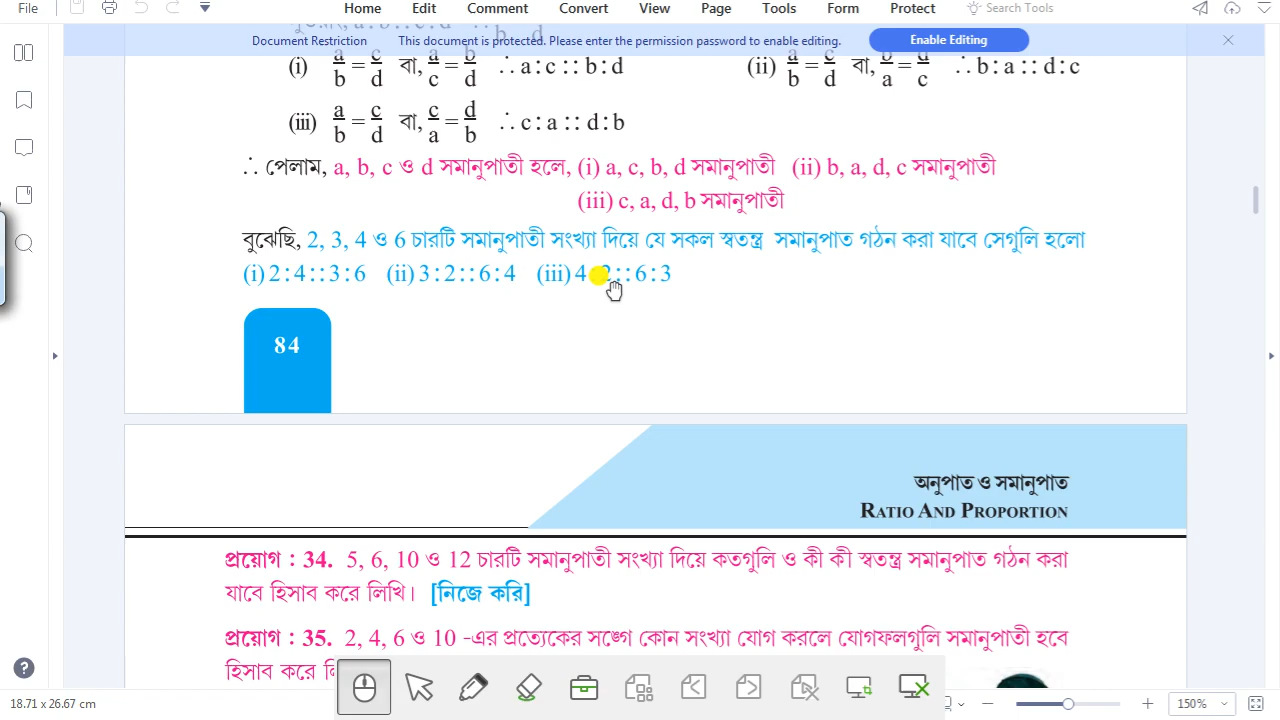 File Home Edit Comment Convert View Page Tools Form Protect Search Tools
Document Restriction This document is protected. Please enter the permission password to enable editing. Enable Editing
(i) a/b = c/d বা, a/c = b/d ∴ a : c : : b : d (ii) a/b = c/d বা, b/a = d/c ∴ b : a : : d : c
(iii) a/b = c/d বা, c/a = d/b ∴ c : a : : d : b
∴ পেলাম, a, b, c ও d সমানুপাতী হলে, (i) a, c, b, d সমানুপাতী (ii) b, a, d, c সমানুপাতী
(iii) c, a, d, b সমানুপাতী
বুঝেছি, 2, 3, 4 ও 6 চারটি সমানুপাতী সংখ্যা দিয়ে যে সকল স্বতন্ত্র সমানুপাত গঠন করা যাবে সেগুলি হলো
(i) 2 : 4 : : 3 : 6 (ii) 3 : 2 : : 6 : 4 (iii) 4 2 : : 6 : 3
84
অনুপাত ও সমানুপাত
RATIO AND PROPORTION
প্রয়োগ : 34. 5, 6, 10 ও 12 চারটি সমানুপাতী সংখ্যা দিয়ে কতগুলি ও কী কী স্বতন্ত্র সমানুপাত গঠন করা
যাবে হিসাব করে লিখি। [নিজে করি]
প্রয়োগ : 35. 2, 4, 6 ও 10 -এর প্রত্যেকের সঙ্গে কোন সংখ্যা যোগ করলে যোগফলগুলি সমানুপাতী হবে
হিসাব করে
18.71 x 26.67 cm 150%